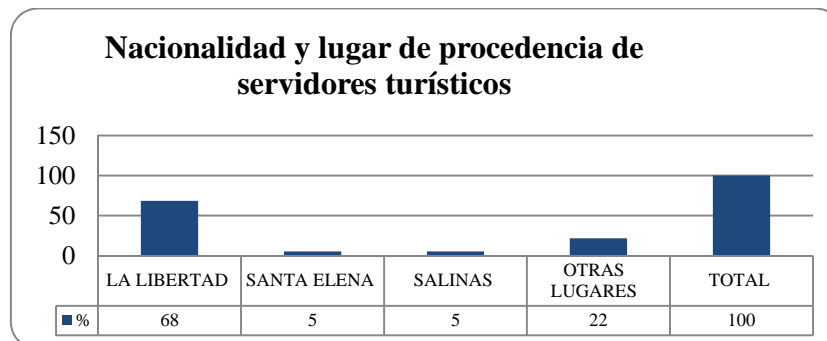 Nacionalidad y lugar de procedencia de
servidores turísticos
150
100
50
0
LA LIBERTAD SANTA ELENA SALINAS OTRAS LUGARES TOTAL
% 68 5 5 22 100